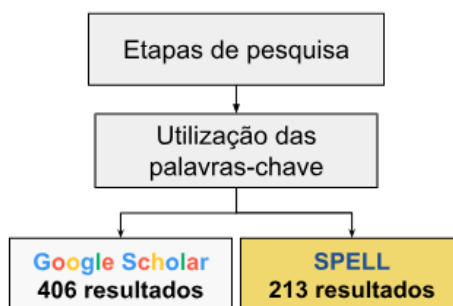 Etapas de pesquisa
Utilização das
palavras-chave
Google Scholar
406 resultados
SPELL
213 resultados